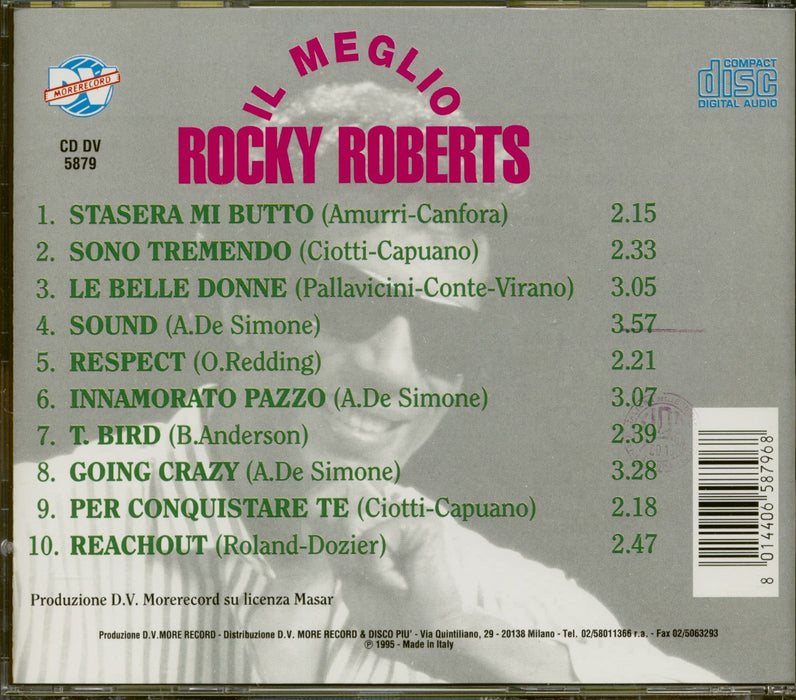 IL MEGLIO
ROCKY ROBERTS
DV
MORERECORD
CD DV
5879
COMPACT
disc
DIGITAL AUDIO
1. STASERA MI BUTTO (Amurri-Canfora) 2.15
2. SONO TREMENDO (Ciotti-Capuano) 2.33
3. LE BELLE DONNE (Pallavicini-Conte-Virano) 3.05
4. SOUND (A.De Simone) 3.57
5. RESPECT (O.Redding) 2.21
6. INNAMORATO PAZZO (A.De Simone) 3.07
7. T. BIRD (B.Anderson) 2.39
8. GOING CRAZY (A.De Simone) 3.28
9. PER CONQUISTARE TE (Ciotti-Capuano) 2.18
10. REACHOUT (Roland-Dozier) 2.47
8 014406 587968
Produzione D.V. Morerecord su licenza Masar
Produzione D.V.MORE RECORD - Distribuzione D.V. MORE RECORD & DISCO PIU' - Via Quintiliano, 29 - 20138 Milano - Tel. 02/58011366 r.a. - Fax 02/5063293
℗ 1995 - Made in Italy